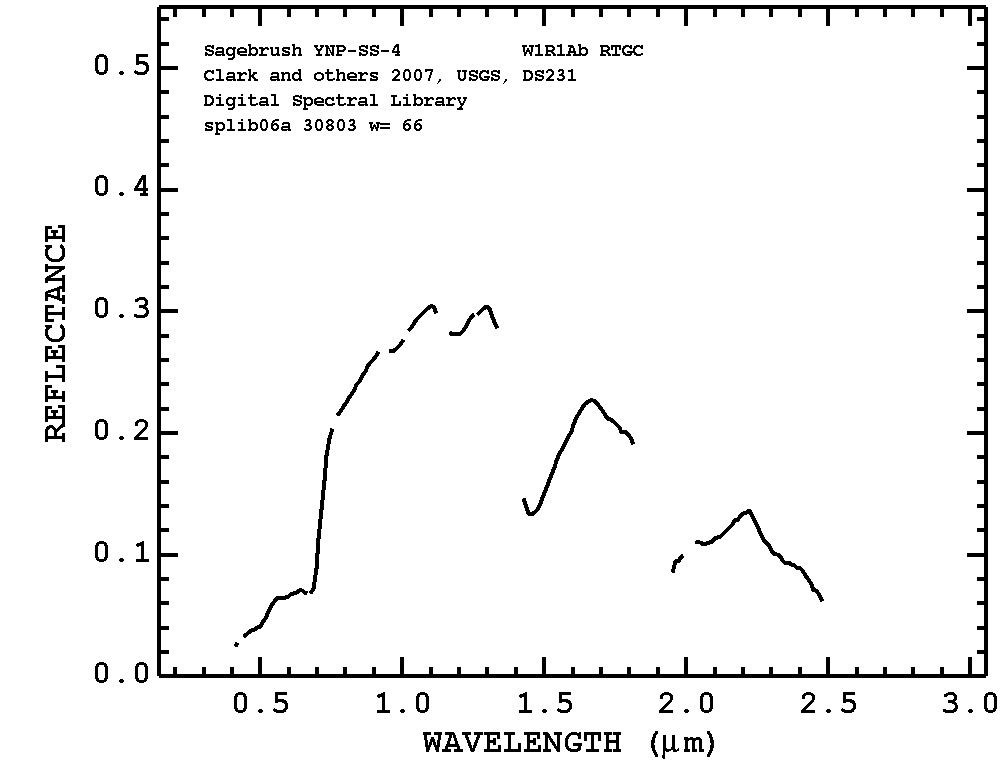 Sagebrush YNP-SS-4 W1R1Ab RTGC
Clark and others 2007, USGS, DS231
Digital Spectral Library
splib06a 30803 w= 66
0.5
0.4
0.3
0.2
0.1
0.0
REFLECTANCE
0.5 1.0 1.5 2.0 2.5 3.0
WAVELENGTH (μm)